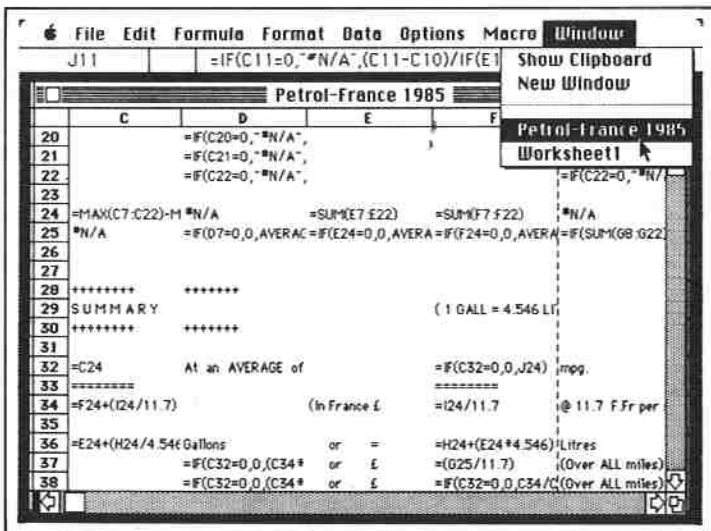 File Edit Formula Format Data Options Macro Window
J11 =IF(C11=0,"#N/A",(C11-C10)/IF(E1
Show Clipboard
New Window
Petrol-France 1985
Worksheet1
Petrol-France 1985
C D E F
20 =IF(C20=0,"#N/A",
21 =IF(C21=0,"#N/A",
22 =IF(C22=0,"#N/A", =IF(C22=0,"#N/
23
24 =MAX(C7:C22)-M #N/A =SUM(E7:E22) =SUM(F7:F22) #N/A
25 #N/A =IF(D7=0,0,AVERAG =IF(E24=0,0,AVERA =IF(F24=0,0,AVERA =IF(SUM(G8:G22)
26
27
28 ++++++++ +++++++
29 S U M M A R Y ( 1 GALL = 4.546 LI
30 ++++++++ +++++++
31
32 =C24 At an AVERAGE of =IF(C32=0,0,J24) mpg.
33 ======== ========
34 =F24+(I24/11.7) (In France £ =I24/11.7 @ 11.7 F.Fr per
35
36 =E24+(H24/4.546 Gallons or = =H24+(E24*4.546) Litres
37 =IF(C32=0,0,(C34* or £ =(G25/11.7) (Over ALL miles)
38 =IF(C32=0,0,(C34* or £ =IF(C32=0,0,C34/C (Over ALL miles)